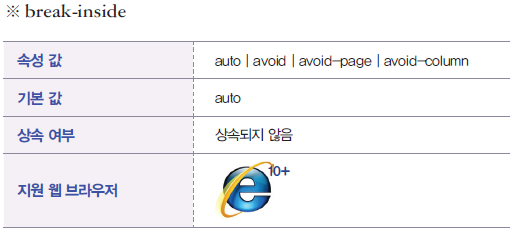 ※ break-inside
속성 값 auto | avoid | avoid-page | avoid-column
기본 값 auto
상속 여부 상속되지 않음
지원 웹 브라우저 10+